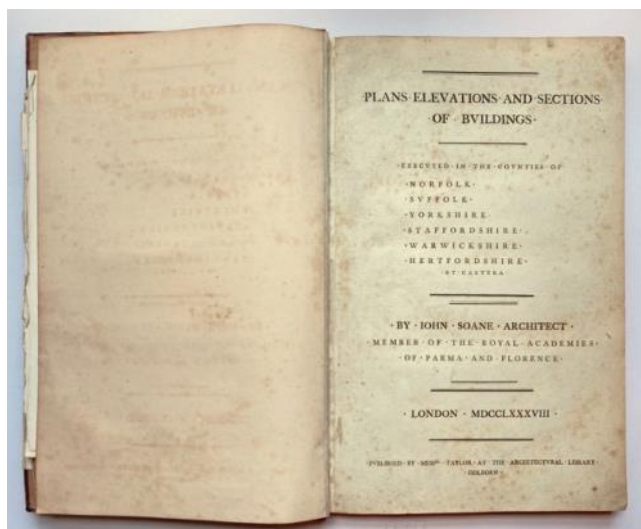 ·PLANS·ELEVATIONS·AND·SECTIONS·
OF · BVILDINGS·
·EXECVTED·IN·THE·COVNTIES·OF·
·NORFOLK·
·SVFFOLK·
·YORKSHIRE·
·STAFFORDSHIRE·
·WARWICKSHIRE·
·HERTFORDSHIRE·
·ET·CAETERA·
·BY·IOHN·SOANE·ARCHITECT·
·MEMBER·OF·THE·ROYAL·ACADEMIES·
·OF·PARMA·AND·FLORENCE·
·LONDON·MDCCLXXXVIII·
·PVBLISHED·BY·MESSRS·TAYLOR·AT·THE·ARCHITECTVRAL·LIBRARY·
·HOLBORN·